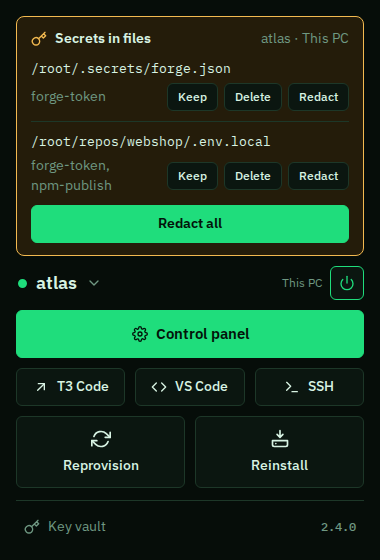 Secrets in files atlas · This PC
/root/.secrets/forge.json
forge-token Keep Delete Redact
/root/repos/webshop/.env.local
forge-token,
npm-publish Keep Delete Redact
Redact all
atlas This PC
Control panel
T3 Code VS Code SSH
Reprovision Reinstall
Key vault 2.4.0